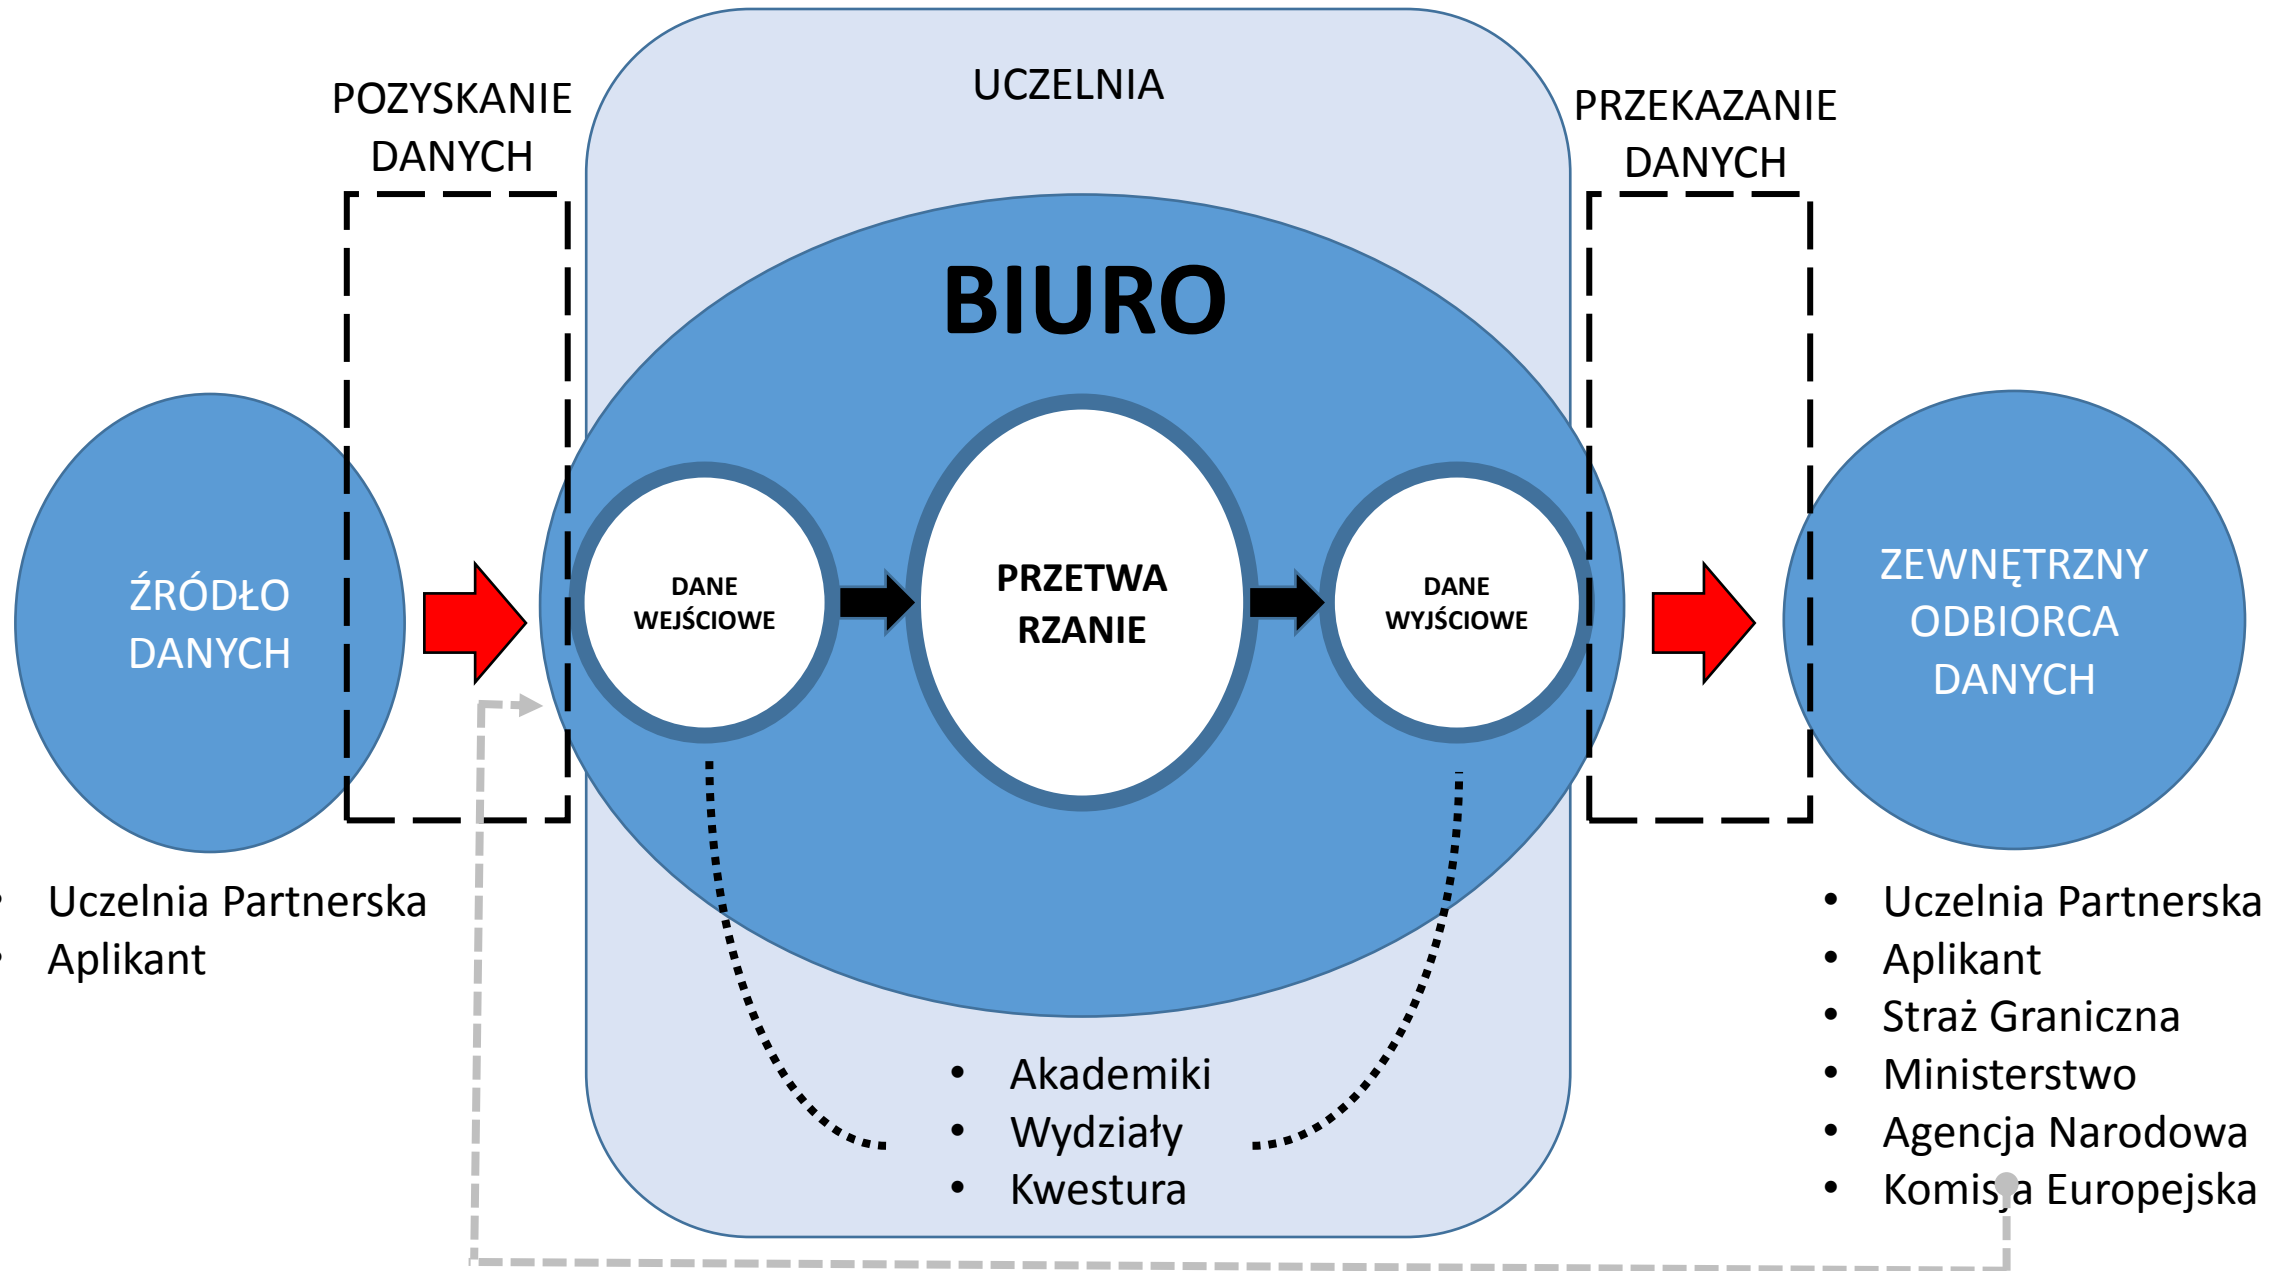 UCZELNIA
POZYSKANIE
DANYCH
PRZEKAZANIE
DANYCH
BIURO
ŹRÓDŁO
DANYCH
DANE
WEJŚCIOWE
PRZETWA
RZANIE
DANE
WYJŚCIOWE
ZEWNĘTRZNY
ODBIORCA
DANYCH
• Uczelnia Partnerska
• Aplikant
• Akademiki
• Wydziały
• Kwestura
• Uczelnia Partnerska
• Aplikant
• Straż Graniczna
• Ministerstwo
• Agencja Narodowa
• Komisja Europejska